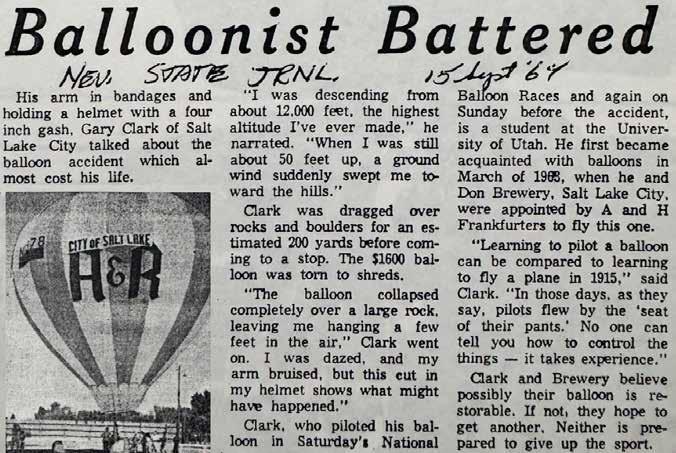 Balloonist Battered
Nev. STATE JRNL. 15 Sept '64
His arm in bandages and
holding a helmet with a four
inch gash, Gary Clark of Salt
Lake City talked about the
balloon accident which al-
most cost his life.
78
CITY OF SALT LAKE
H&R
"I was descending from
about 12,000 feet, the highest
altitude I've ever made," he
narrated. "When I was still
about 50 feet up, a ground
wind suddenly swept me to-
ward the hills."
Clark was dragged over
rocks and boulders for an es-
timated 200 yards before com-
ing to a stop. The $1600 bal-
loon was torn to shreds.
"The balloon collapsed
completely over a large rock,
leaving me hanging a few
feet in the air," Clark went
on. I was dazed, and my
arm bruised, but this cut in
my helmet shows what might
have happened."
Clark, who piloted his bal-
loon in Saturday's National
Balloon Races and again on
Sunday before the accident,
is a student at the Univer-
sity of Utah. He first became
acquainted with balloons in
March of 1963, when he and
Don Brewery, Salt Lake City,
were appointed by A and H
Frankfurters to fly this one.
"Learning to pilot a balloon
can be compared to learning
to fly a plane in 1915," said
Clark. "In those days, as they
say, pilots flew by the 'seat
of their pants.' No one can
tell you how to control the
things — it takes experience."
Clark and Brewery believe
possibly their balloon is re-
storable. If not, they hope to
get another. Neither is pre-
pared to give up the sport.